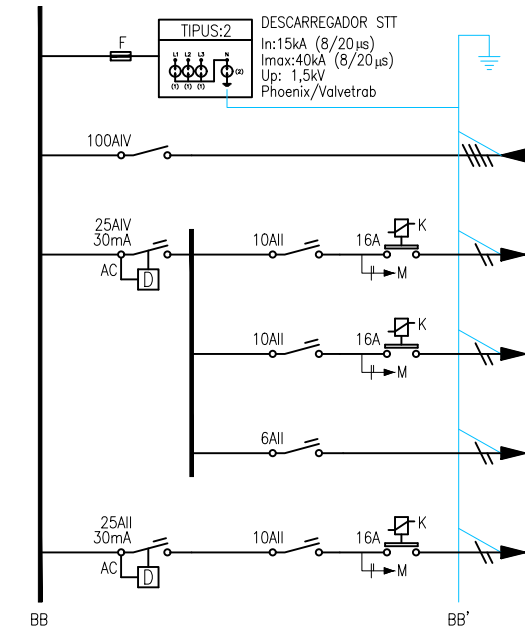 F
TIPUS:2
L1 L2 L3 N
(2)
(1) (1) (1)
DESCARREGADOR STT
In:15kA (8/20µs)
Imax:40kA (8/20µs)
Up: 1,5kV
Phoenix/Valvetrab
100AIV
25AIV
30mA
AC
D
10AII
16A
K
M
10AII
16A
K
M
6AII
25AII
30mA
AC
D
10AII
16A
K
M
BB
BB'